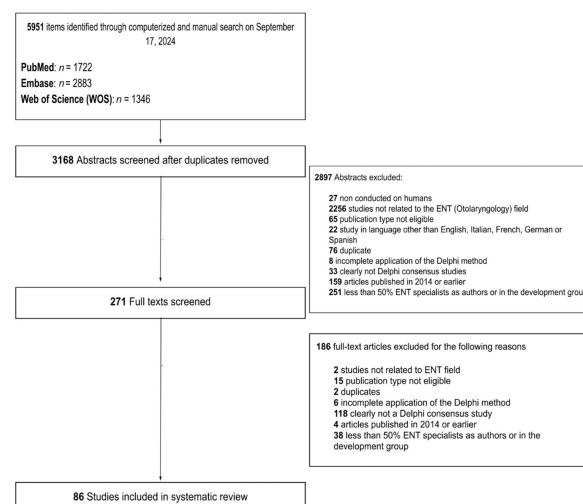 5951 items identified through computerized and manual search on September
17, 2024
PubMed: n = 1722
Embase: n = 2883
Web of Science (WOS): n = 1346
3168 Abstracts screened after duplicates removed
2897 Abstracts excluded:
27 non conducted on humans
2256 studies not related to the ENT (Otolaryngology) field
65 publication type not eligible
22 study in language other than English, Italian, French, German or
Spanish
76 duplicate
8 incomplete application of the Delphi method
33 clearly not Delphi consensus studies
159 articles published in 2014 or earlier
251 less than 50% ENT specialists as authors or in the development grou
271 Full texts screened
186 full-text articles excluded for the following reasons
2 studies not related to ENT field
15 publication type not eligible
2 duplicates
6 incomplete application of the Delphi method
118 clearly not a Delphi consensus study
4 articles published in 2014 or earlier
38 less than 50% ENT specialists as authors or in the
development group
86 Studies included in systematic review